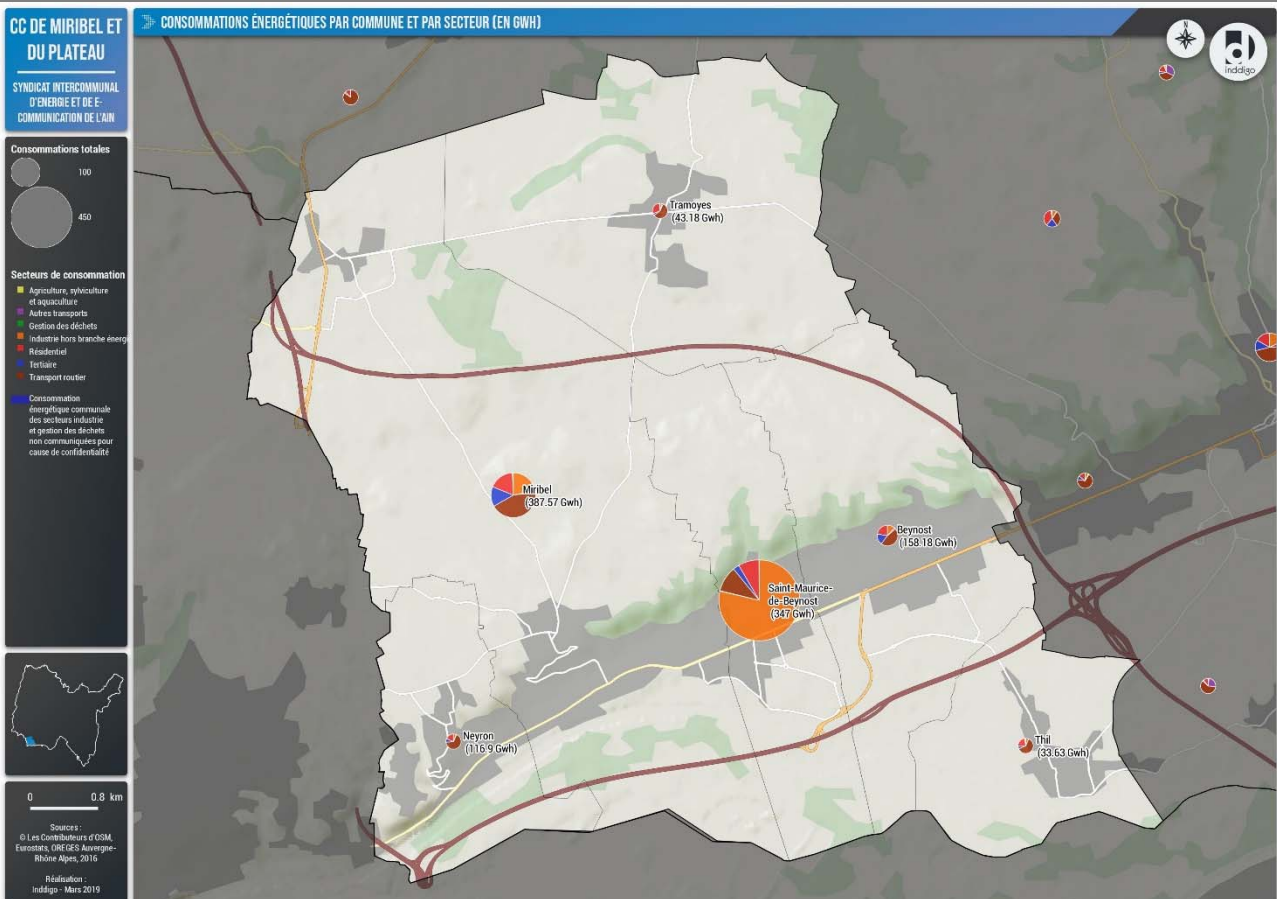 CC DE MIRIBEL ET
DU PLATEAU
SYNDICAT INTERCOMMUNAL
D'ENERGIE ET DE E-
COMMUNICATION DE L'AIN
CONSOMMATIONS ÉNERGÉTIQUES PAR COMMUNE ET PAR SECTEUR (EN GWH)
N
inddigo
Consommations totales
100
450
Secteurs de consommation
Agriculture, sylviculture
et aquaculture
Autres transports
Gestion des déchets
Industrie hors branche énergi
Résidentiel
Tertiaire
Transport routier
Consommation
énergétique communale
des secteurs industrie
et gestion des déchets
non communiquées pour
cause de confidentialité
0 0.8 km
Sources :
© Les Contributeurs d'OSM,
Eurostats, OREGES Auvergne-
Rhône Alpes, 2016
Réalisation :
Inddigo - Mars 2019
Tramoyes
(43.18 Gwh)
Miribel
(387.57 Gwh)
Beynost
(158.18 Gwh)
Saint-Maurice-
de-Beynost
(347 Gwh)
Neyron
(116.9 Gwh)
Thil
(33.63 Gwh)